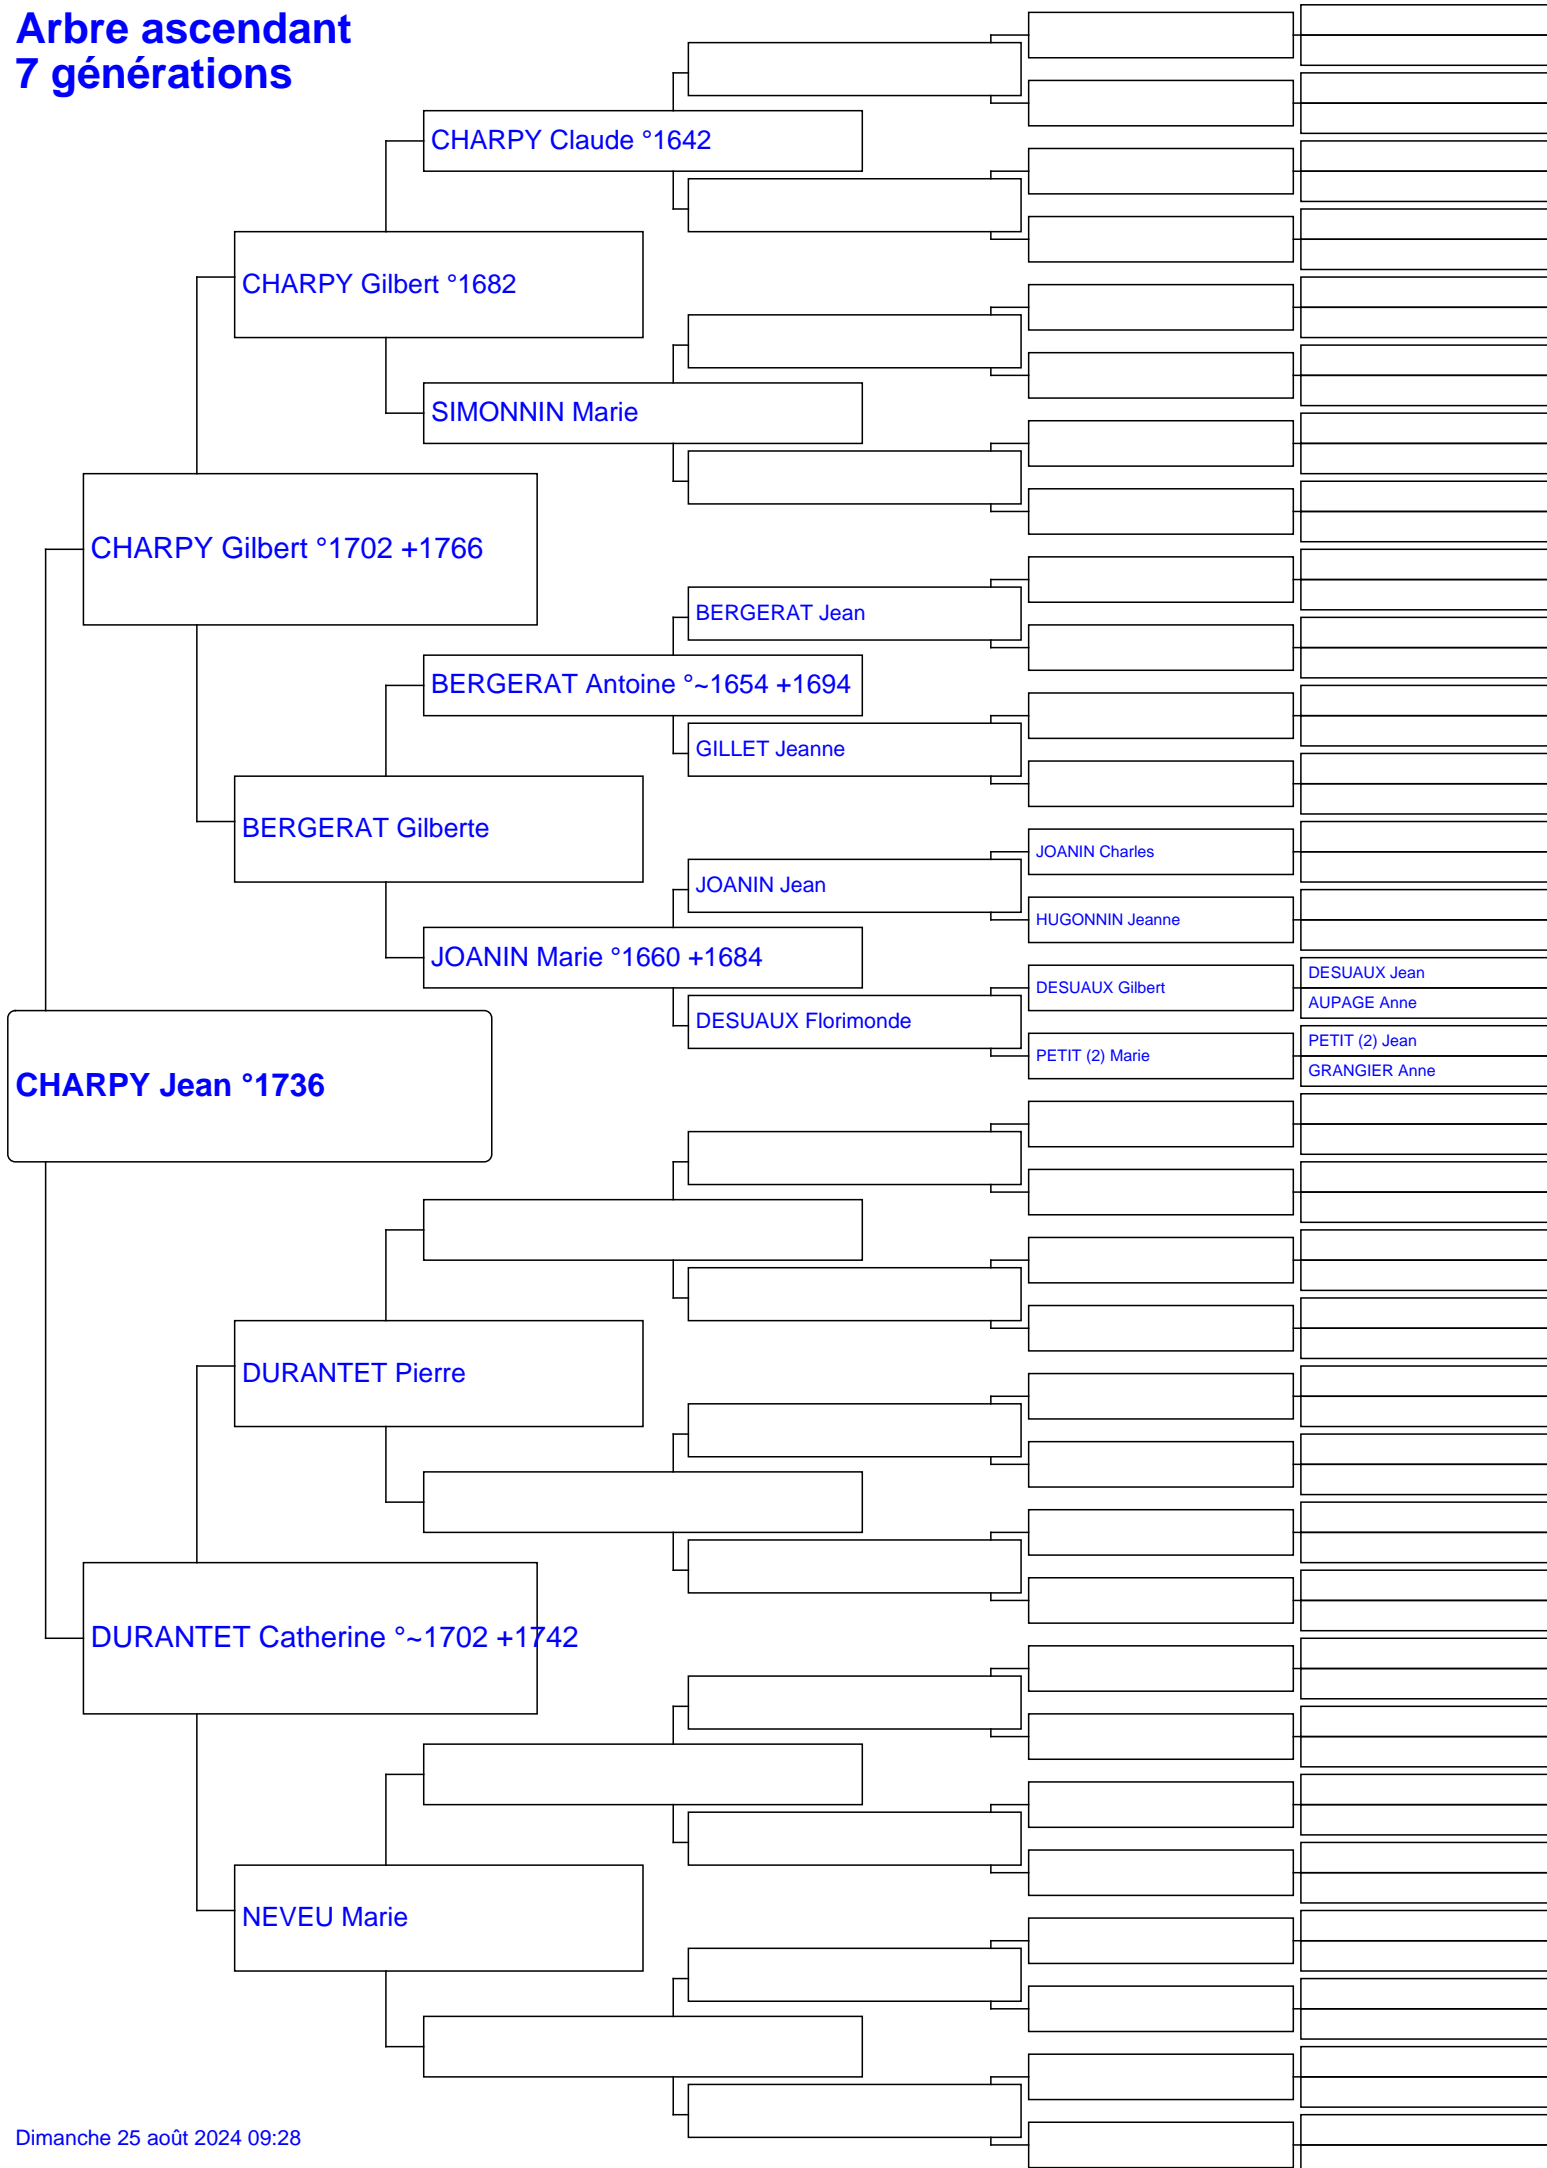 Arbre ascendant
7 générations
CHARPY Claude °1642
CHARPY Gilbert °1682
SIMONNIN Marie
CHARPY Gilbert °1702 +1766
BERGERAT Jean
BERGERAT Antoine °~1654 +1694
GILLET Jeanne
BERGERAT Gilberte
JOANIN Charles
JOANIN Jean
HUGONNIN Jeanne
JOANIN Marie °1660 +1684
DESUAUX Jean
DESUAUX Gilbert
AUPAGE Anne
DESUAUX Florimonde
PETIT (2) Jean
PETIT (2) Marie
GRANGIER Anne
CHARPY Jean °1736
DURANTET Pierre
DURANTET Catherine °~1702 +1742
NEVEU Marie
Dimanche 25 août 2024 09:28